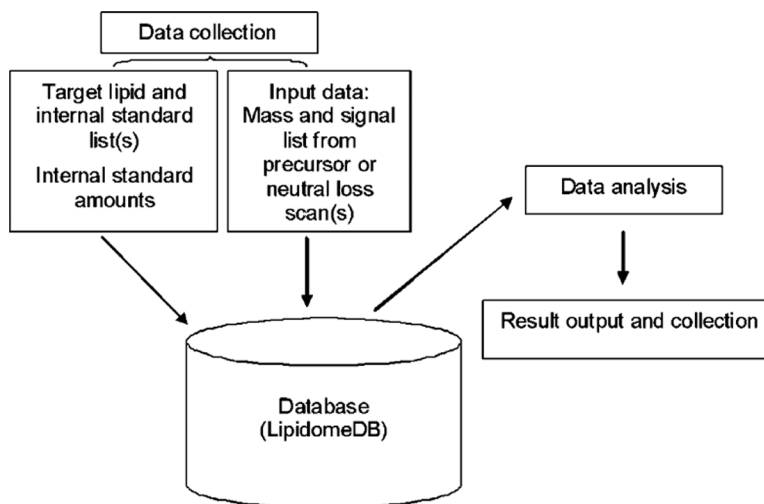 Data collection
Target lipid and
internal standard
list(s)
Internal standard
amounts
Input data:
Mass and signal
list from
precursor or
neutral loss
scan(s)
Data analysis
Result output and collection
Database
(LipidomeDB)